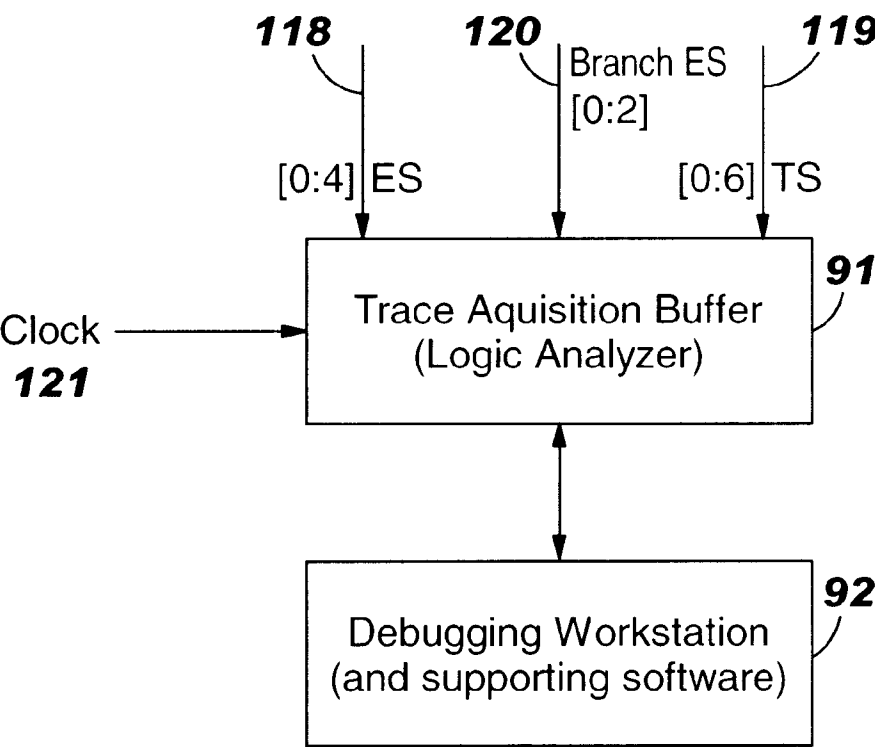 118
120
119
Branch ES
[0:2]
[0:4] ES
[0:6] TS
91
Trace Aquisition Buffer
(Logic Analyzer)
Clock
121
92
Debugging Workstation
(and supporting software)